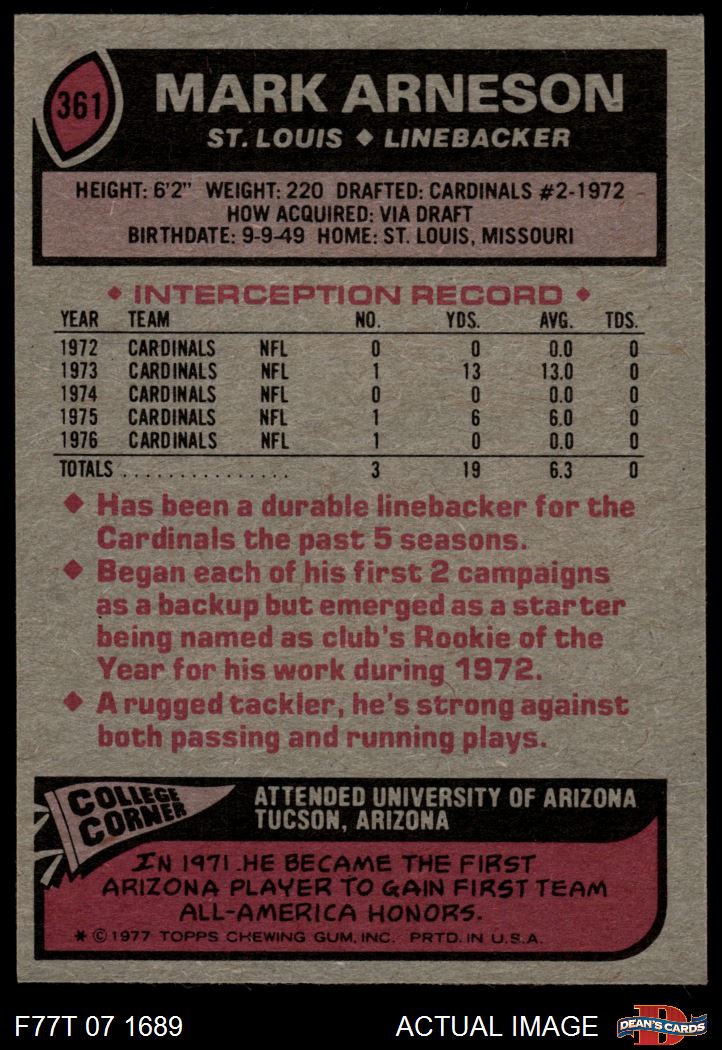 361
MARK ARNESON
ST. LOUIS ◆ LINEBACKER
HEIGHT: 6'2" WEIGHT: 220 DRAFTED: CARDINALS #2-1972
HOW ACQUIRED: VIA DRAFT
BIRTHDATE: 9-9-49 HOME: ST. LOUIS, MISSOURI
◆ INTERCEPTION RECORD ◆
YEAR TEAM NO. YDS. AVG. TDS.
1972 CARDINALS NFL 0 0 0.0 0
1973 CARDINALS NFL 1 13 13.0 0
1974 CARDINALS NFL 0 0 0.0 0
1975 CARDINALS NFL 1 6 6.0 0
1976 CARDINALS NFL 1 0 0.0 0
TOTALS . . . . . . . . . . . . . . . 3 19 6.3 0
◆ Has been a durable linebacker for the
Cardinals the past 5 seasons.
◆ Began each of his first 2 campaigns
as a backup but emerged as a starter
being named as club's Rookie of the
Year for his work during 1972.
◆ A rugged tackler, he's strong against
both passing and running plays.
COLLEGE
CORNER
ATTENDED UNIVERSITY OF ARIZONA
TUCSON, ARIZONA
IN 1971 HE BECAME THE FIRST
ARIZONA PLAYER TO GAIN FIRST TEAM
ALL-AMERICA HONORS.
* © 1977 TOPPS CHEWING GUM, INC. PRTD. IN U.S.A.
F77T 07 1689 ACTUAL IMAGE
D
DEAN'S CARDS